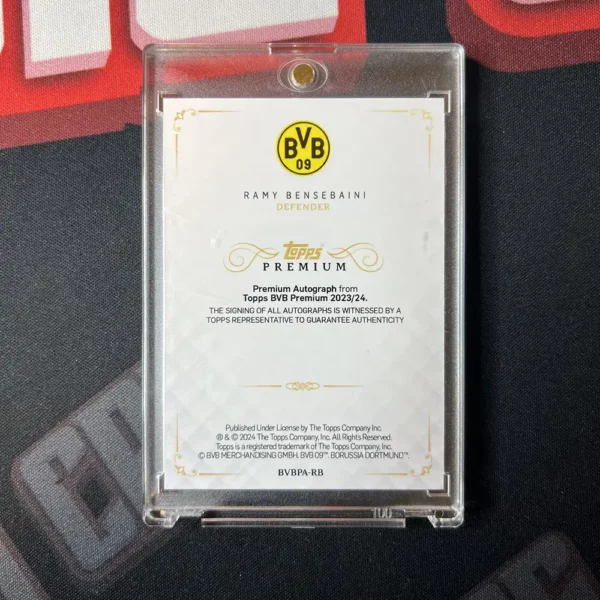 BVB
09
RAMY BENSEBAINI
DEFENDER
Topps
PREMIUM
Premium Autograph from
Topps BVB Premium 2023/24.
THE SIGNING OF ALL AUTOGRAPHS IS WITNESSED BY A
TOPPS REPRESENTATIVE TO GUARANTEE AUTHENTICITY
Published Under License by The Topps Company Inc.
® & © 2024 The Topps Company, Inc. All Rights Reserved.
Topps is a registered trademark of The Topps Company, Inc.
© BVB MERCHANDISING GMBH. BVB 09™. BORUSSIA DORTMUND™.
BVBPA-RB